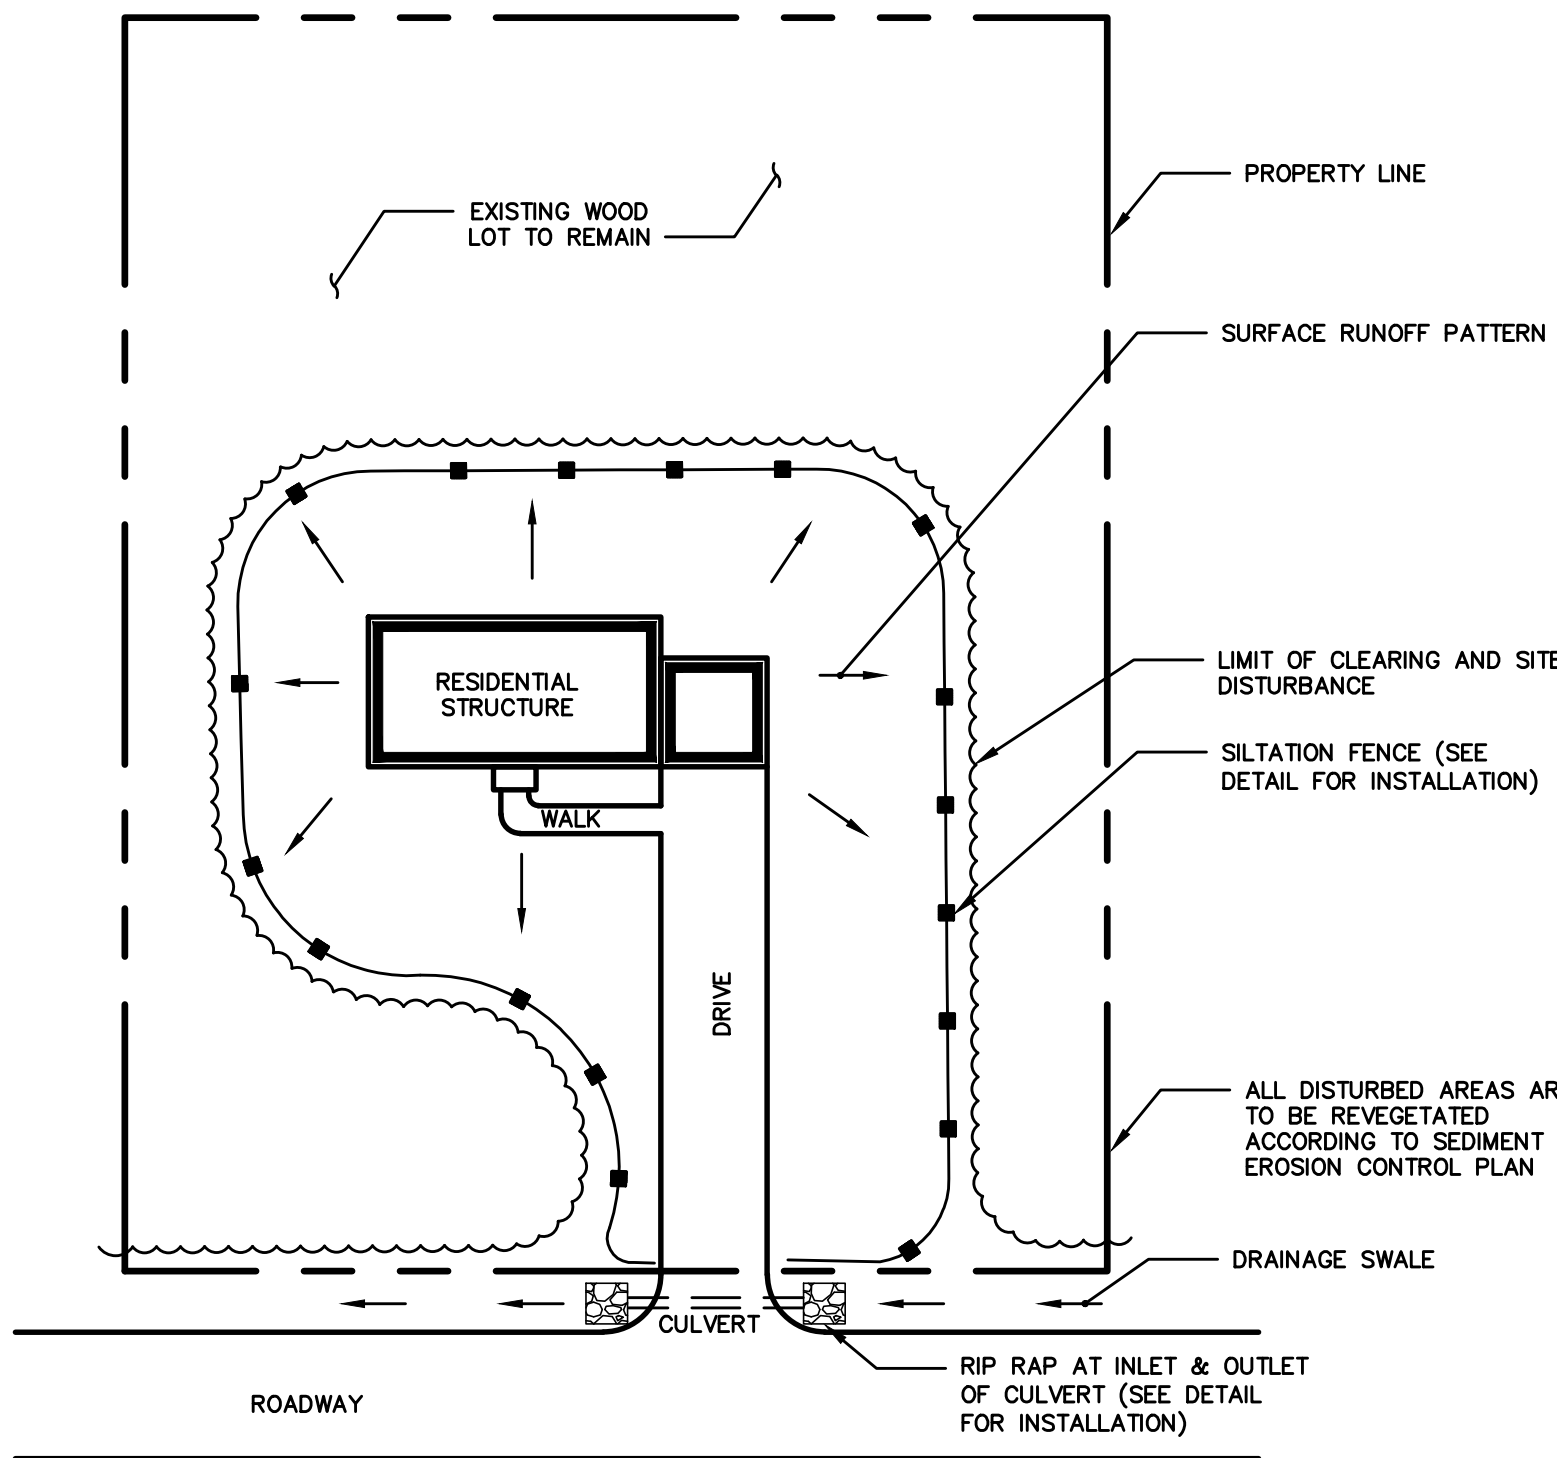 PROPERTY LINE
EXISTING WOOD
LOT TO REMAIN
SURFACE RUNOFF PATTERN
LIMIT OF CLEARING AND SITE
DISTURBANCE
RESIDENTIAL
STRUCTURE
SILTATION FENCE (SEE
DETAIL FOR INSTALLATION)
WALK
DRIVE
ALL DISTURBED AREAS AR
TO BE REVEGETATED
ACCORDING TO SEDIMENT
EROSION CONTROL PLAN
DRAINAGE SWALE
CULVERT
RIP RAP AT INLET & OUTLET
OF CULVERT (SEE DETAIL
FOR INSTALLATION)
ROADWAY